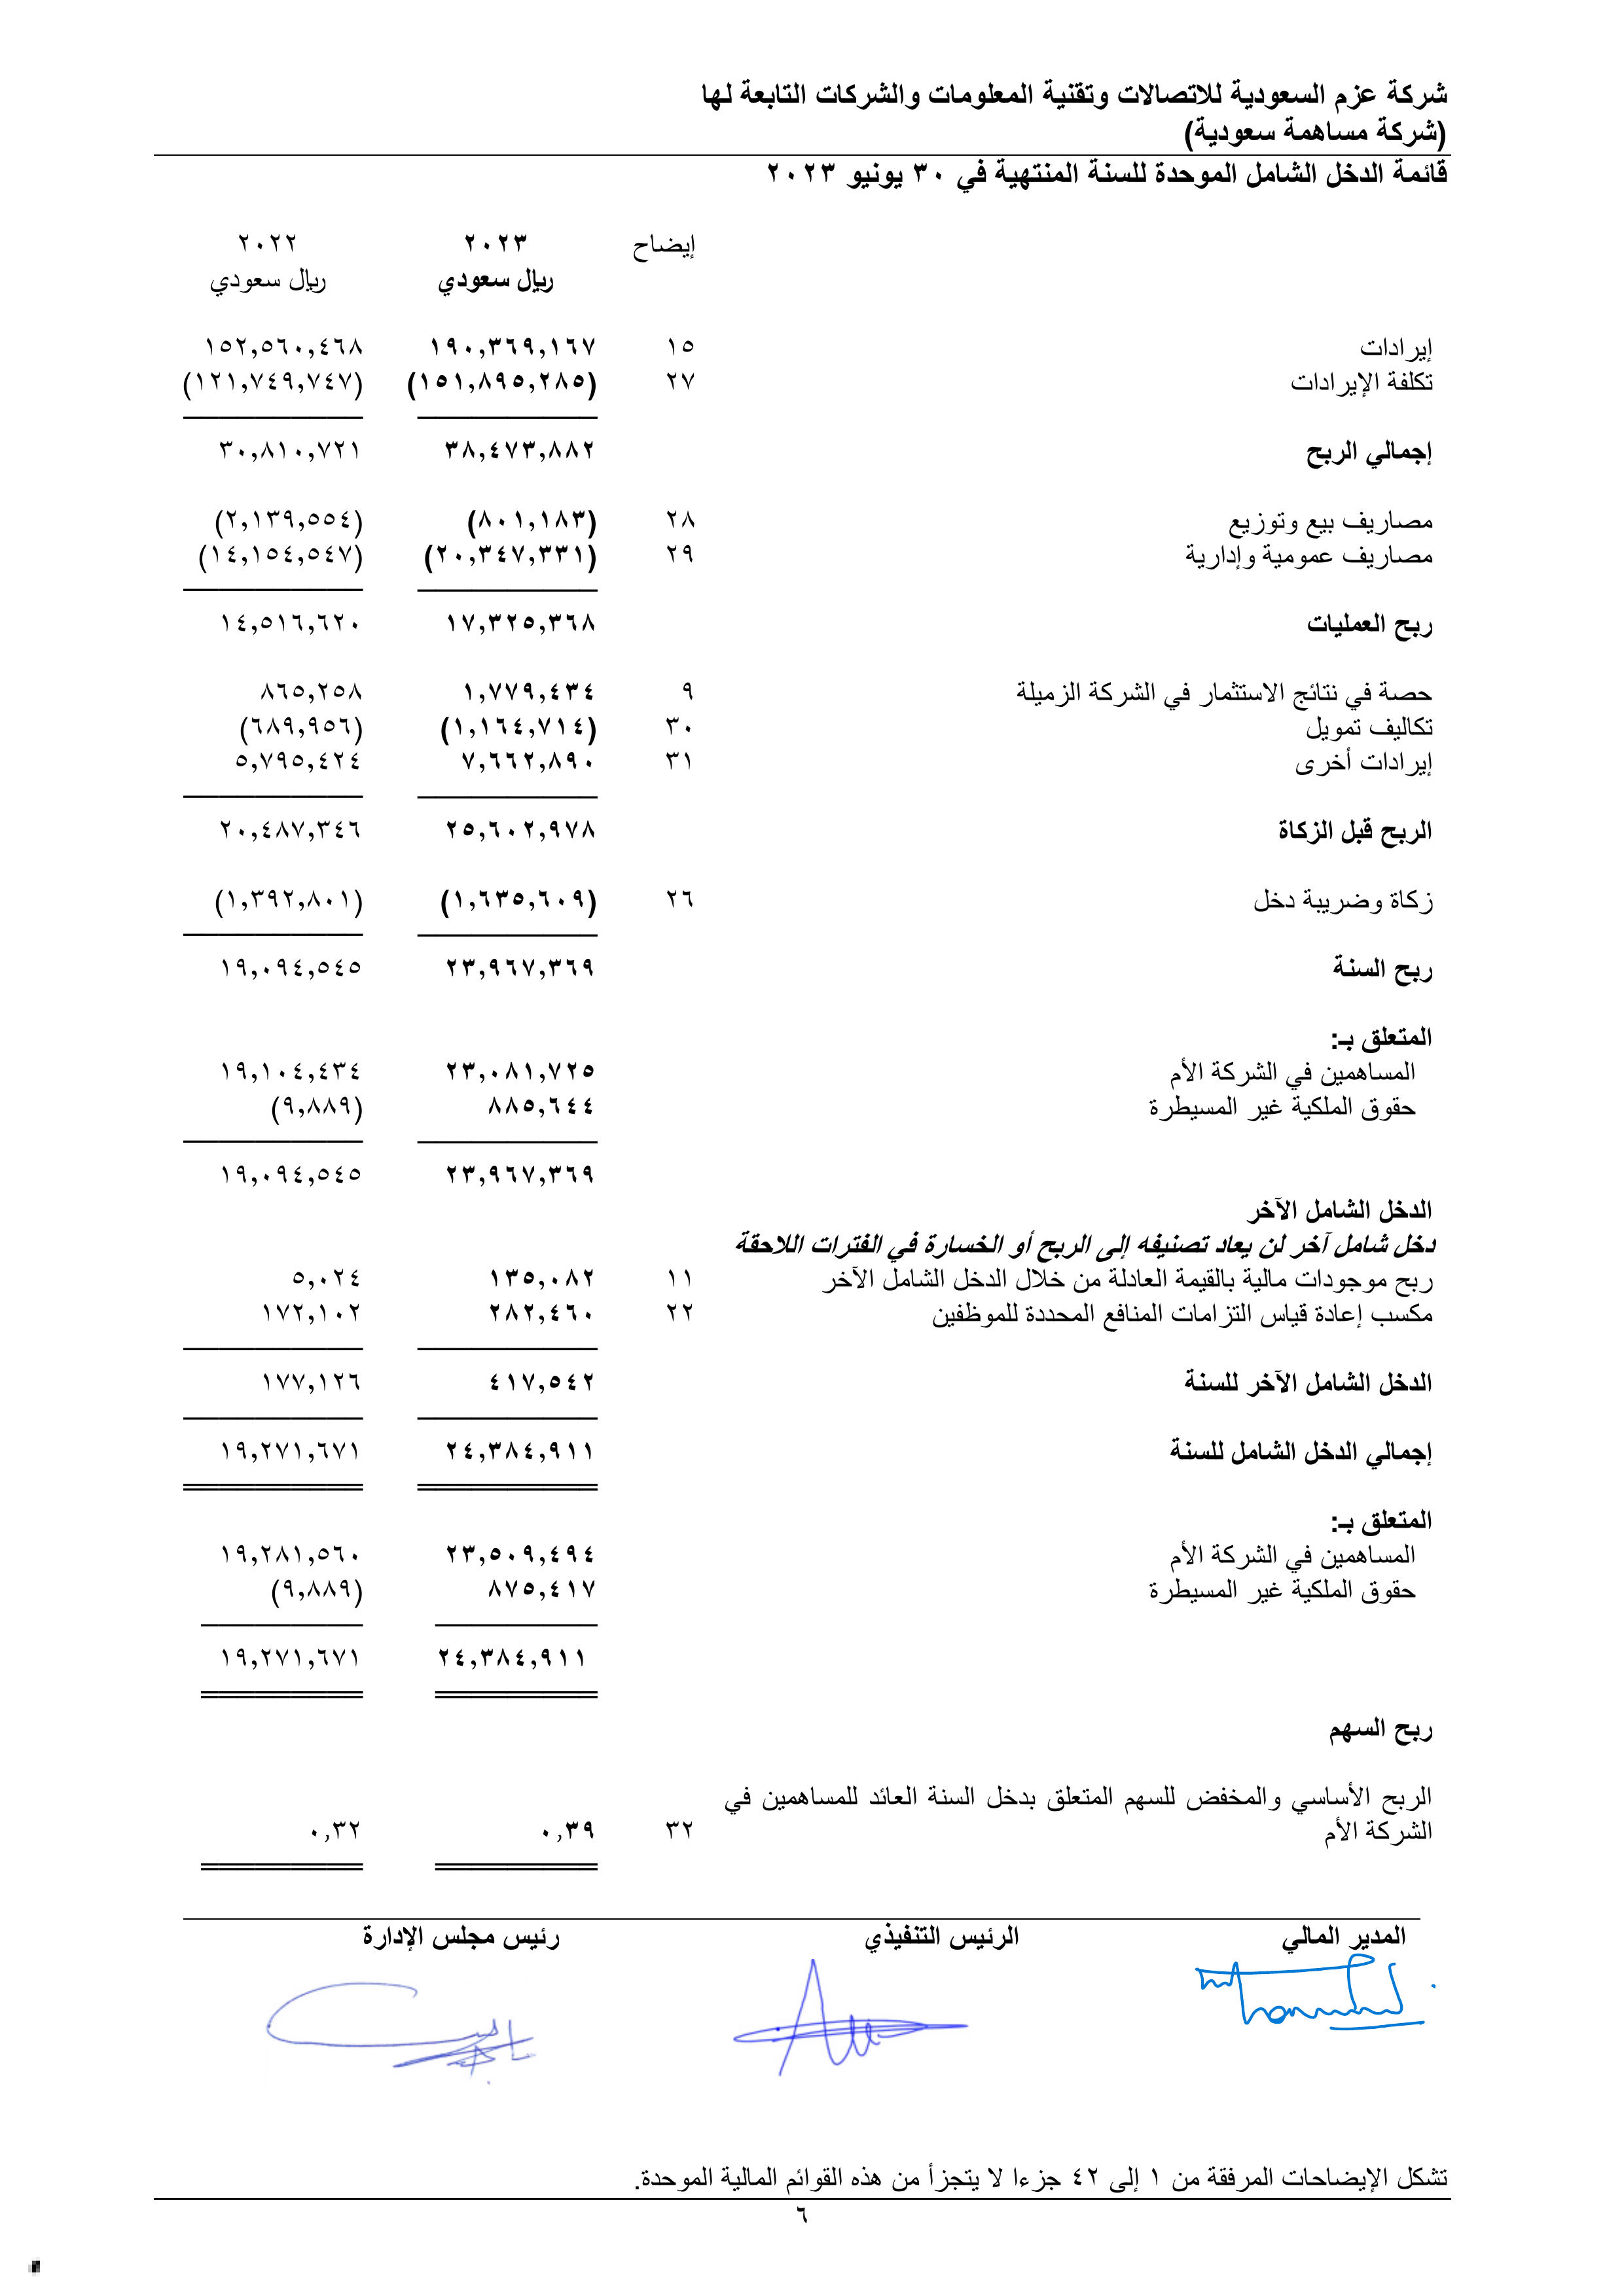 شركة عزم السعودية للاتصالات وتقنية المعلومات والشركات التابعة لها
(شركة مساهمة سعودية)
قائمة الدخل الشامل الموحدة للسنة المنتهية في ٣٠ يونيو ٢٠٢٣
إيضاح ٢٠٢٣ ٢٠٢٢
ريال سعودي ريال سعودي
إيرادات ١٥ ١٩٠,٣٦٩,١٦٧ ١٥٢,٥٦٠,٤٦٨
تكلفة الإيرادات ٢٧ (١٥١,٨٩٥,٢٨٥) (١٢١,٧٤٩,٧٤٧)
إجمالي الربح ٣٨,٤٧٣,٨٨٢ ٣٠,٨١٠,٧٢١
مصاريف بيع وتوزيع ٢٨ (٨٠١,١٨٣) (٢,١٣٩,٥٥٤)
مصاريف عمومية وإدارية ٢٩ (٢٠,٣٤٧,٣٣١) (١٤,١٥٤,٥٤٧)
ربح العمليات ١٧,٣٢٥,٣٦٨ ١٤,٥١٦,٦٢٠
حصة في نتائج الاستثمار في الشركة الزميلة ٩ ١,٧٧٩,٤٣٤ ٨٦٥,٢٥٨
تكاليف تمويل ٣٠ (١,١٦٤,٧١٤) (٦٨٩,٩٥٦)
إيرادات أخرى ٣١ ٧,٦٦٢,٨٩٠ ٥,٧٩٥,٤٢٤
الربح قبل الزكاة ٢٥,٦٠٢,٩٧٨ ٢٠,٤٨٧,٣٤٦
زكاة وضريبة دخل ٢٦ (١,٦٣٥,٦٠٩) (١,٣٩٢,٨٠١)
ربح السنة ٢٣,٩٦٧,٣٦٩ ١٩,٠٩٤,٥٤٥
المتعلق بـ:
المساهمين في الشركة الأم ٢٣,٠٨١,٧٢٥ ١٩,١٠٤,٤٣٤
حقوق الملكية غير المسيطرة ٨٨٥,٦٤٤ (٩,٨٨٩)
٢٣,٩٦٧,٣٦٩ ١٩,٠٩٤,٥٤٥
الدخل الشامل الآخر
دخل شامل آخر لن يعاد تصنيفه إلى الربح أو الخسارة في الفترات اللاحقة
ربح موجودات مالية بالقيمة العادلة من خلال الدخل الشامل الآخر ١١ ١٣٥,٠٨٢ ٥,٠٢٤
مكسب إعادة قياس التزامات المنافع المحددة للموظفين ٢٢ ٢٨٢,٤٦٠ ١٧٢,١٠٢
الدخل الشامل الآخر للسنة ٤١٧,٥٤٢ ١٧٧,١٢٦
إجمالي الدخل الشامل للسنة ٢٤,٣٨٤,٩١١ ١٩,٢٧١,٦٧١
المتعلق بـ:
المساهمين في الشركة الأم ٢٣,٥٠٩,٤٩٤ ١٩,٢٨١,٥٦٠
حقوق الملكية غير المسيطرة ٨٧٥,٤١٧ (٩,٨٨٩)
٢٤,٣٨٤,٩١١ ١٩,٢٧١,٦٧١
ربح السهم
الربح الأساسي والمخفض للسهم المتعلق بدخل السنة العائد للمساهمين في
الشركة الأم ٣٢ ٠,٣٩ ٠,٣٢
المدير المالي الرئيس التنفيذي رئيس مجلس الإدارة
تشكل الإيضاحات المرفقة من ١ إلى ٤٢ جزءا لا يتجزأ من هذه القوائم المالية الموحدة.
٦